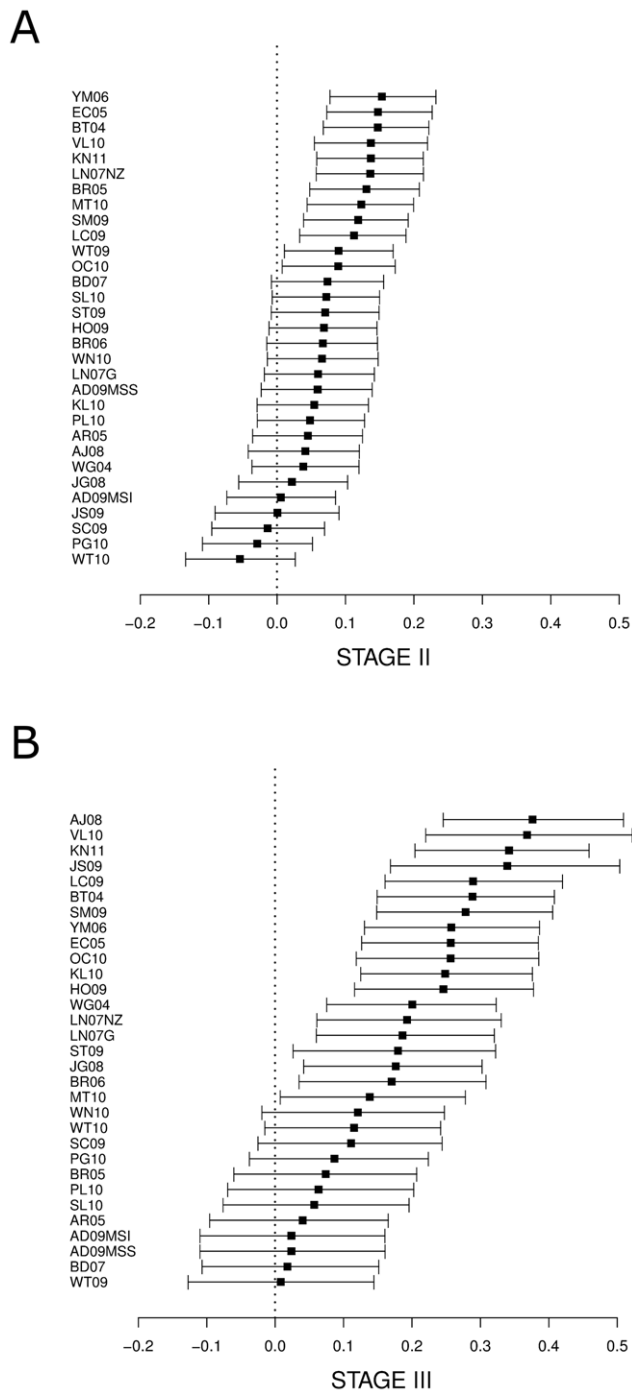 A
YM06
EC05
BT04
VL10
KN11
LN07NZ
BR05
MT10
SM09
LC09
WT09
OC10
BD07
SL10
ST09
HO09
BR06
WN10
LN07G
AD09MSS
KL10
PL10
AR05
AJ08
WG04
JG08
AD09MSI
JS09
SC09
PG10
WT10
−0.2 −0.1 0.0 0.1 0.2 0.3 0.4 0.5
STAGE II
B
AJ08
VL10
KN11
JS09
LC09
BT04
SM09
YM06
EC05
OC10
KL10
HO09
WG04
LN07NZ
LN07G
ST09
JG08
BR06
MT10
WN10
WT10
SC09
PG10
BR05
PL10
SL10
AR05
AD09MSI
AD09MSS
BD07
WT09
−0.2 −0.1 0.0 0.1 0.2 0.3 0.4 0.5
STAGE III